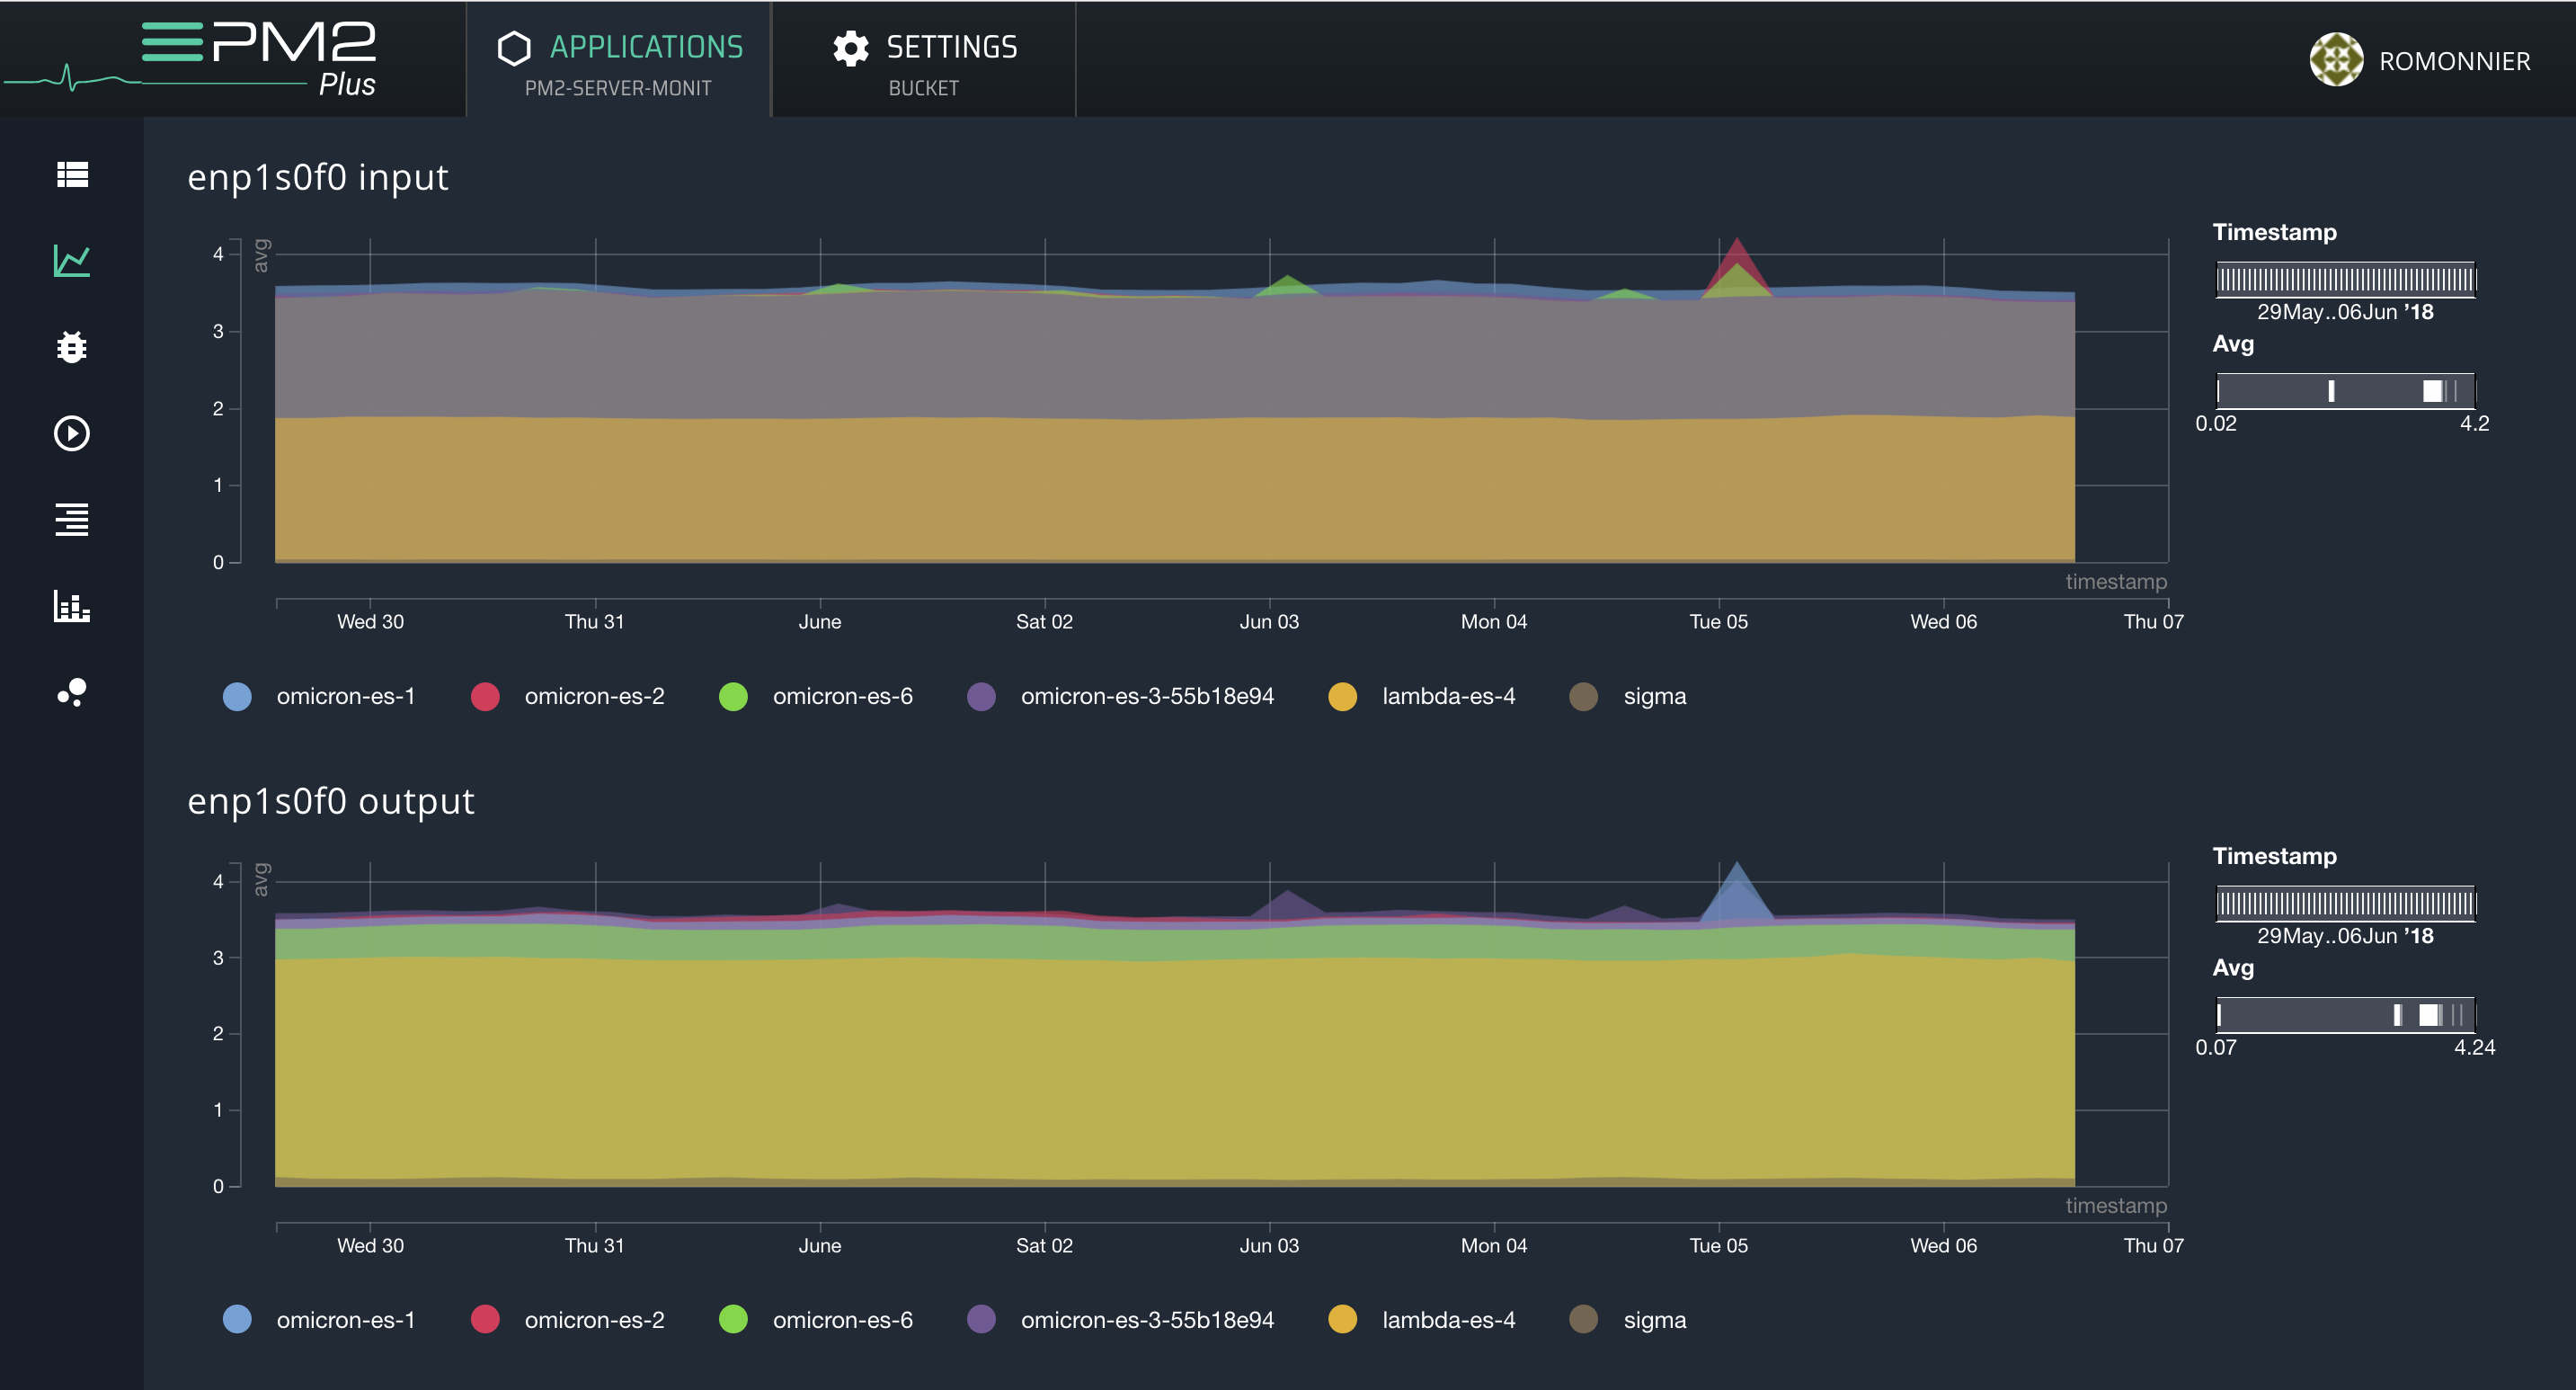 PM2
Plus
APPLICATIONS
PM2-SERVER-MONIT
SETTINGS
BUCKET
ROMONNIER
enp1s0f0 input
avg
4
3
2
1
0
timestamp
Wed 30 Thu 31 June Sat 02 Jun 03 Mon 04 Tue 05 Wed 06 Thu 07
Timestamp
29May..06Jun ’18
Avg
0.02 4.2
omicron-es-1 omicron-es-2 omicron-es-6 omicron-es-3-55b18e94 lambda-es-4 sigma
enp1s0f0 output
avg
4
3
2
1
0
timestamp
Wed 30 Thu 31 June Sat 02 Jun 03 Mon 04 Tue 05 Wed 06 Thu 07
Timestamp
29May..06Jun ’18
Avg
0.07 4.24
omicron-es-1 omicron-es-2 omicron-es-6 omicron-es-3-55b18e94 lambda-es-4 sigma